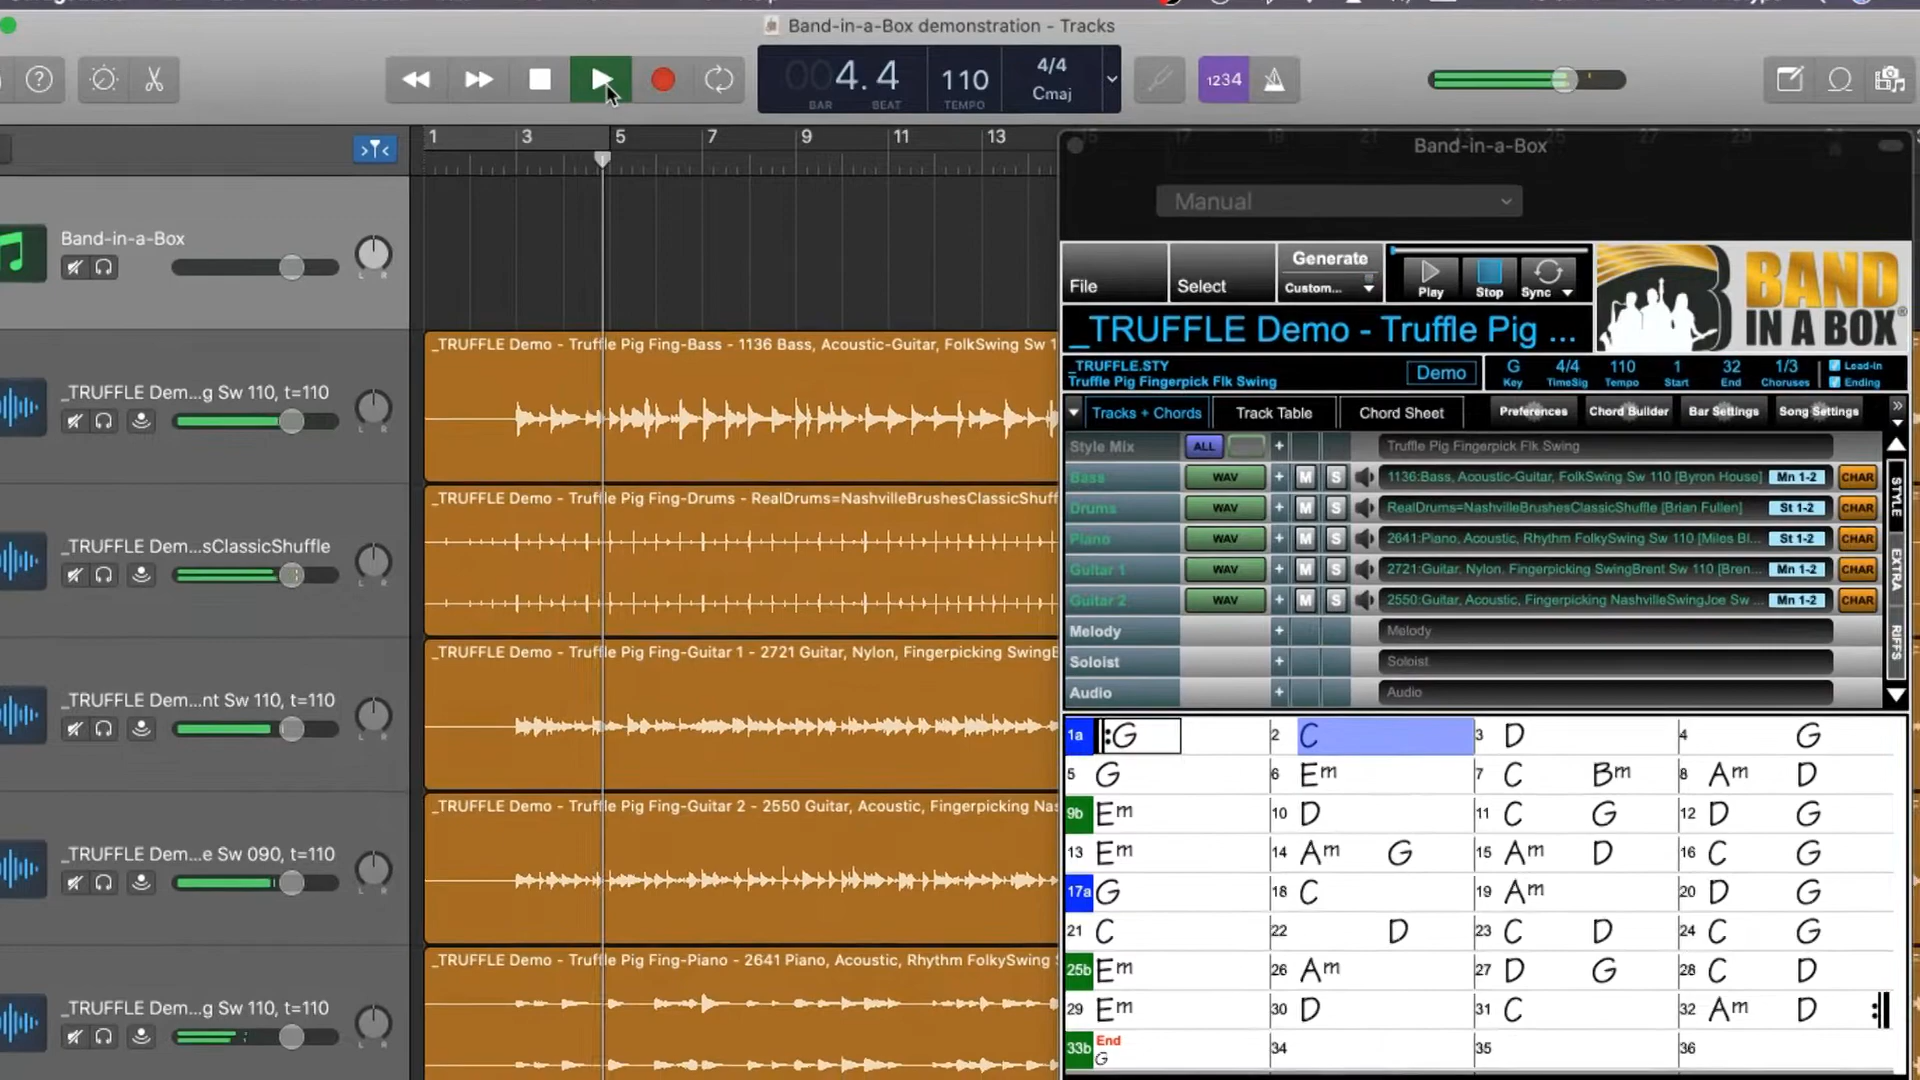 Band-in-a-Box demonstration - Tracks
004.4
BAR BEAT
110
TEMPO
4/4
Cmaj
1234
1 3 5 7 9 11 13
Band-in-a-Box
L R
_TRUFFLE Dem...g Sw 110, t=110
_TRUFFLE Dem...sClassicShuffle
_TRUFFLE Dem...nt Sw 110, t=110
_TRUFFLE Dem...e Sw 090, t=110
_TRUFFLE Dem...g Sw 110, t=110
_TRUFFLE Demo - Truffle Pig Fing-Bass - 1136 Bass, Acoustic-Guitar, FolkSwing Sw 1
_TRUFFLE Demo - Truffle Pig Fing-Drums - RealDrums=NashvilleBrushesClassicShuff
_TRUFFLE Demo - Truffle Pig Fing-Guitar 1 - 2721 Guitar, Nylon, Fingerpicking Swing
_TRUFFLE Demo - Truffle Pig Fing-Guitar 2 - 2550 Guitar, Acoustic, Fingerpicking Nas
_TRUFFLE Demo - Truffle Pig Fing-Piano - 2641 Piano, Acoustic, Rhythm FolkySwing
Band-in-a-Box
Manual
File
Select
Generate
Custom...
Play
Stop
Sync
BAND
IN A BOX®
_TRUFFLE Demo - Truffle Pig ...
_TRUFFLE.STY
Truffle Pig Fingerpick Flk Swing
Demo
G 4/4 110 1 32 1/3
Key TimeSig Tempo Start End Choruses
Lead-In
Ending
Tracks + Chords
Track Table
Chord Sheet
Preferences
Chord Builder
Bar Settings
Song Settings
Style Mix ALL + Truffle Pig Fingerpick Flk Swing
Bass WAV + M S 1136:Bass, Acoustic-Guitar, FolkSwing Sw 110 [Byron House] Mn 1-2 CHAR
Drums WAV + M S RealDrums=NashvilleBrushesClassicShuffle [Brian Fullen] St 1-2 CHAR
Piano WAV + M S 2641:Piano, Acoustic, Rhythm FolkySwing Sw 110 [Miles Bl... St 1-2 CHAR
Guitar 1 WAV + M S 2721:Guitar, Nylon, Fingerpicking SwingBrent Sw 110 [Bren... Mn 1-2 CHAR
Guitar 2 WAV + M S 2550:Guitar, Acoustic, Fingerpicking NashvilleSwingJoe Sw ... Mn 1-2 CHAR
Melody + Melody
Soloist + Soloist
Audio + Audio
STYLE
EXTRA
RIFFS
1a G 2 C 3 D 4 G
5 G 6 Em 7 C Bm 8 Am D
9b Em 10 D 11 C G 12 D G
13 Em 14 Am G 15 Am D 16 C G
17a G 18 C 19 Am 20 D G
21 C 22 D 23 C D 24 C G
25b Em 26 Am 27 D G 28 C D
29 Em 30 D 31 C 32 Am D
33b End G 34 35 36